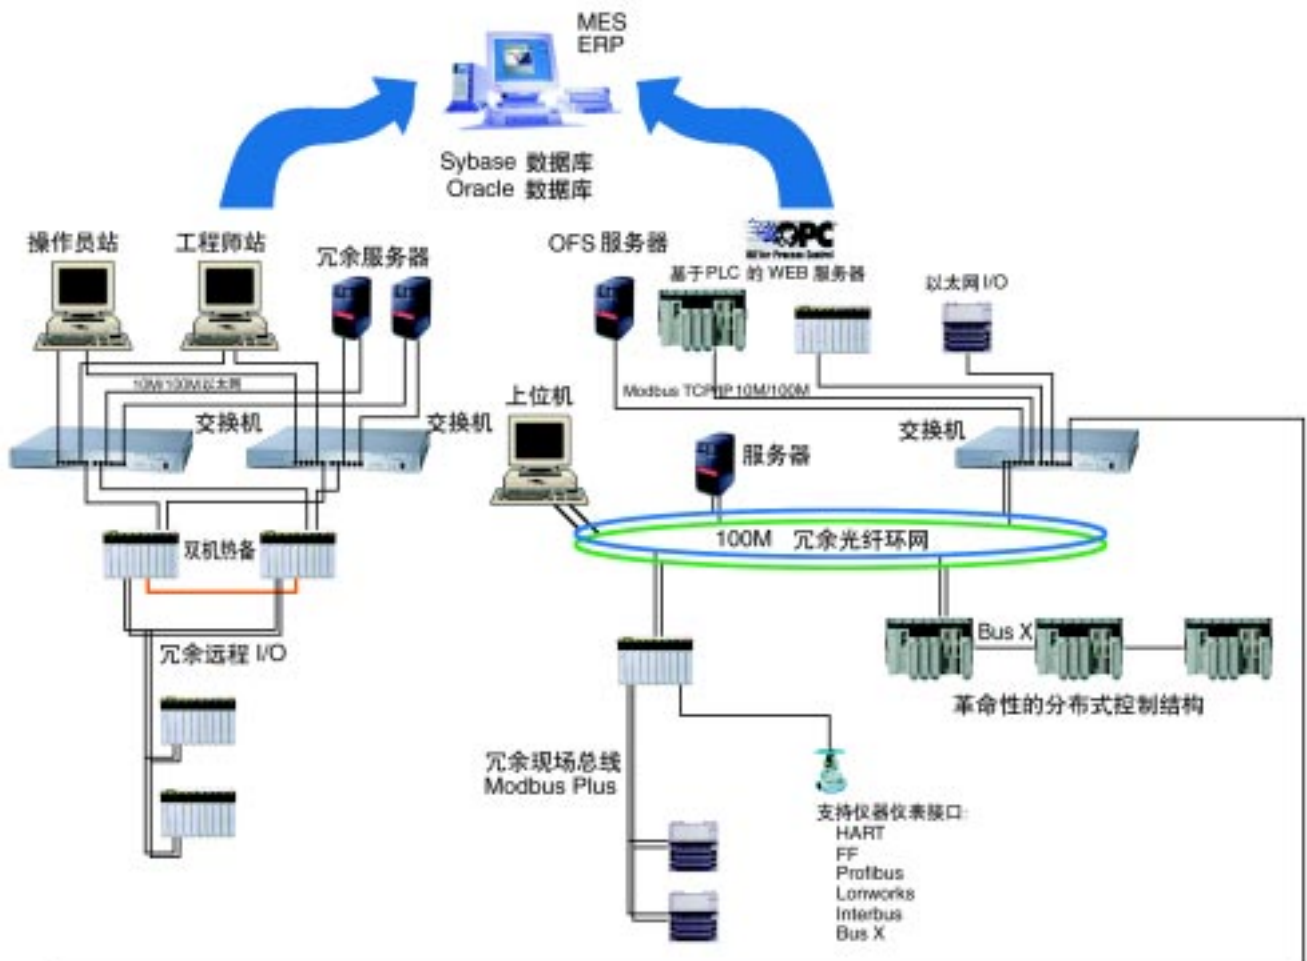 MES
ERP
Sybase 数据库
Oracle 数据库
操作员站
工程师站
冗余服务器
OFS 服务器
OPC
基于PLC 的 WEB 服务器
以太网 I/O
10M/100M以太网
Modbus TCP/IP 10M/100M
上位机
交换机
交换机
交换机
服务器
100M 冗余光纤环网
双机热备
冗余远程 I/O
Bus X
革命性的分布式控制结构
冗余现场总线
Modbus Plus
支持仪器仪表接口:
HART
FF
Profibus
Lonworks
Interbus
Bus X